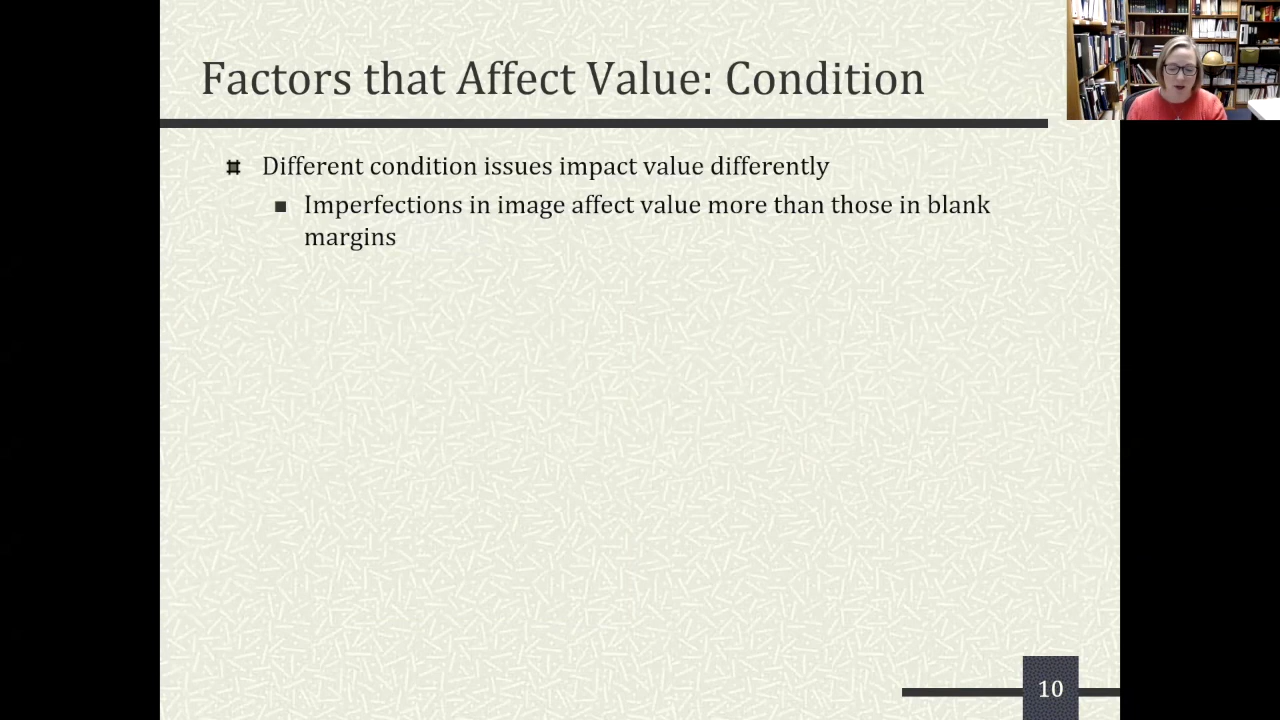 Factors that Affect Value: Condition
Different condition issues impact value differently
Imperfections in image affect value more than those in blank
margins
10